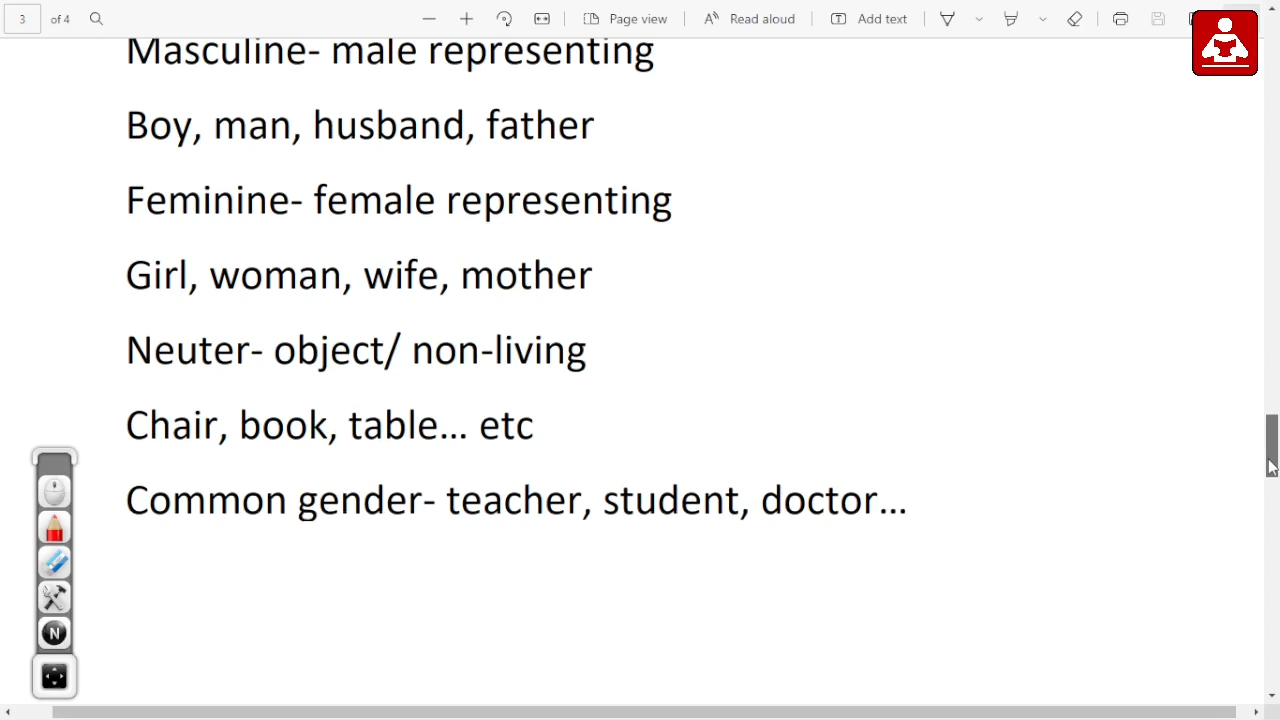 3 of 4 Page view Read aloud Add text
Masculine- male representing
Boy, man, husband, father
Feminine- female representing
Girl, woman, wife, mother
Neuter- object/ non-living
Chair, book, table... etc
Common gender- teacher, student, doctor...
N